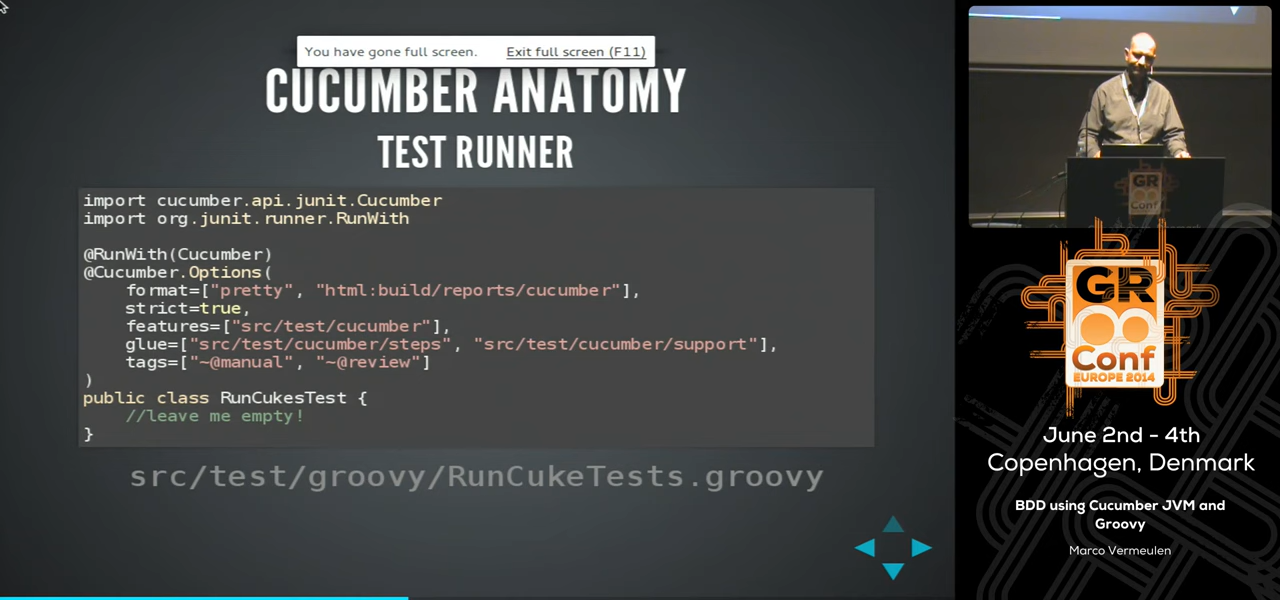 You have gone full screen. Exit full screen (F11)
CUCUMBER ANATOMY
TEST RUNNER
import cucumber.api.junit.Cucumber
import org.junit.runner.RunWith
@RunWith(Cucumber)
@Cucumber.Options(
format=["pretty", "html:build/reports/cucumber"],
strict=true,
features=["src/test/cucumber"],
glue=["src/test/cucumber/steps", "src/test/cucumber/support"],
tags=["~@manual", "~@review"]
)
public class RunCukesTest {
//leave me empty!
}
src/test/groovy/RunCukeTests.groovy
GR
Conf
GR
Conf
EUROPE 2014
June 2nd - 4th
Copenhagen, Denmark
BDD using Cucumber JVM and
Groovy
Marco Vermeulen